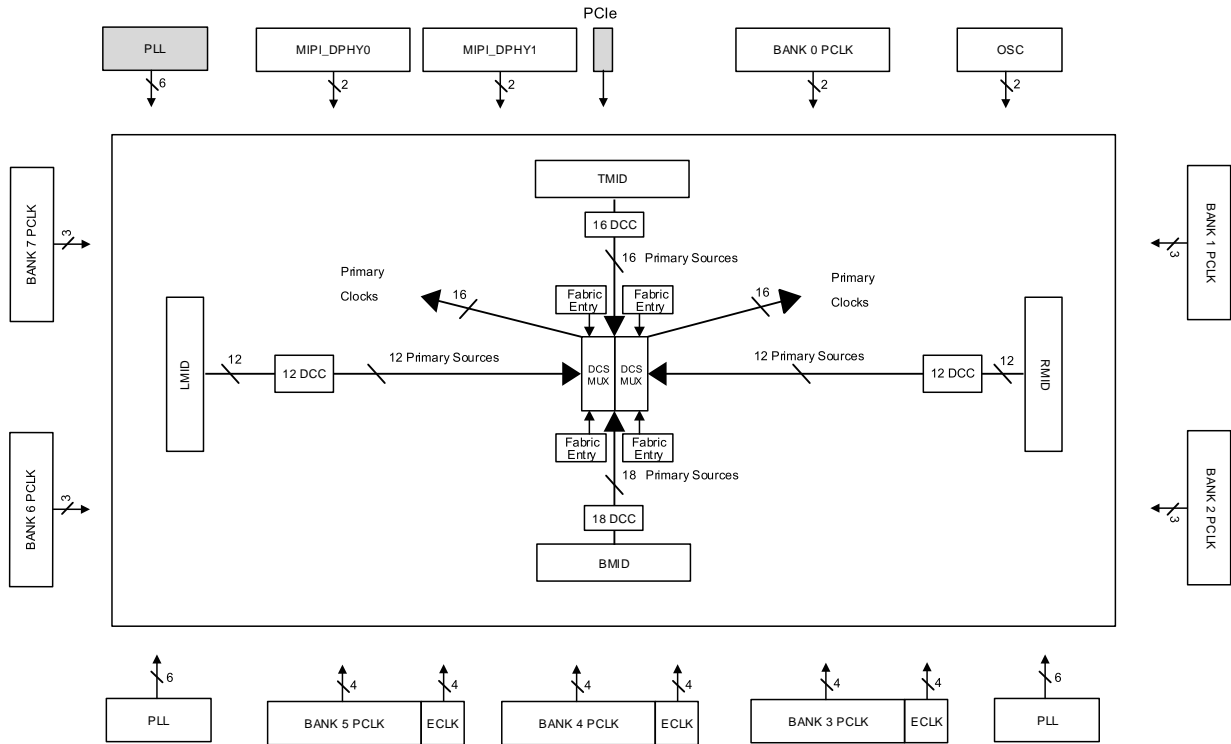 PCIe
PLL
MIPI_DPHY0
MIPI_DPHY1
BANK 0 PCLK
OSC
6
2
2
2
2
BANK 7 PCLK
3
BANK 1 PCLK
3
TMID
16 DCC
16 Primary Sources
Primary
Clocks
16
Fabric
Entry
Fabric
Entry
16
Primary
Clocks
LMID
12
12 DCC
12 Primary Sources
DCS
MUX
DCS
MUX
12 Primary Sources
12 DCC
12
RMID
Fabric
Entry
Fabric
Entry
18 Primary Sources
18 DCC
BMID
BANK 6 PCLK
3
BANK 2 PCLK
3
6
4
4
4
4
4
4
6
PLL
BANK 5 PCLK
ECLK
BANK 4 PCLK
ECLK
BANK 3 PCLK
ECLK
PLL